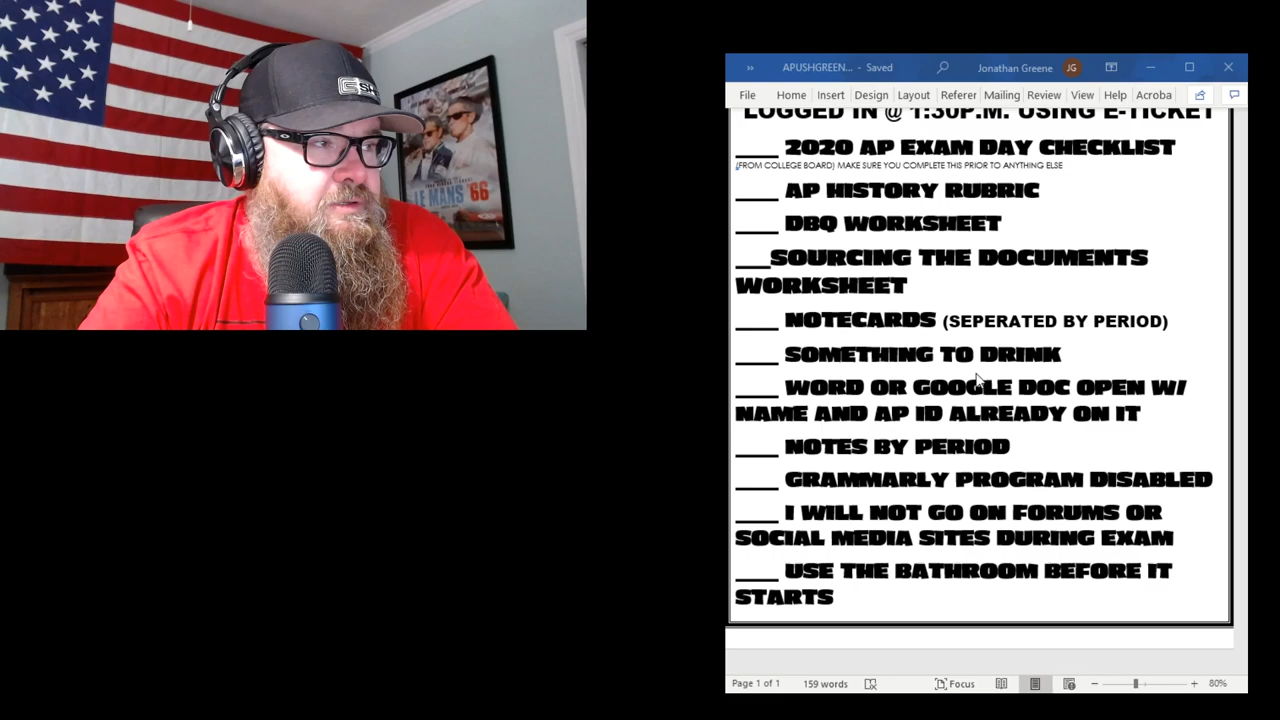 LE MANS '66
» APUSHGREEN... - Saved Jonathan Greene JG
File Home Insert Design Layout Referer Mailing Review View Help Acroba
LOGGED IN @ 1:30P.M. USING E-TICKET
____ 2020 AP EXAM DAY CHECKLIST
(FROM COLLEGE BOARD) MAKE SURE YOU COMPLETE THIS PRIOR TO ANYTHING ELSE
____ AP HISTORY RUBRIC
____ DBQ WORKSHEET
___SOURCING THE DOCUMENTS
WORKSHEET
____ NOTECARDS (SEPERATED BY PERIOD)
____ SOMETHING TO DRINK
____ WORD OR GOOGLE DOC OPEN W/
NAME AND AP ID ALREADY ON IT
____ NOTES BY PERIOD
____ GRAMMARLY PROGRAM DISABLED
____ I WILL NOT GO ON FORUMS OR
SOCIAL MEDIA SITES DURING EXAM
____ USE THE BATHROOM BEFORE IT
STARTS
Page 1 of 1 159 words Focus 80%